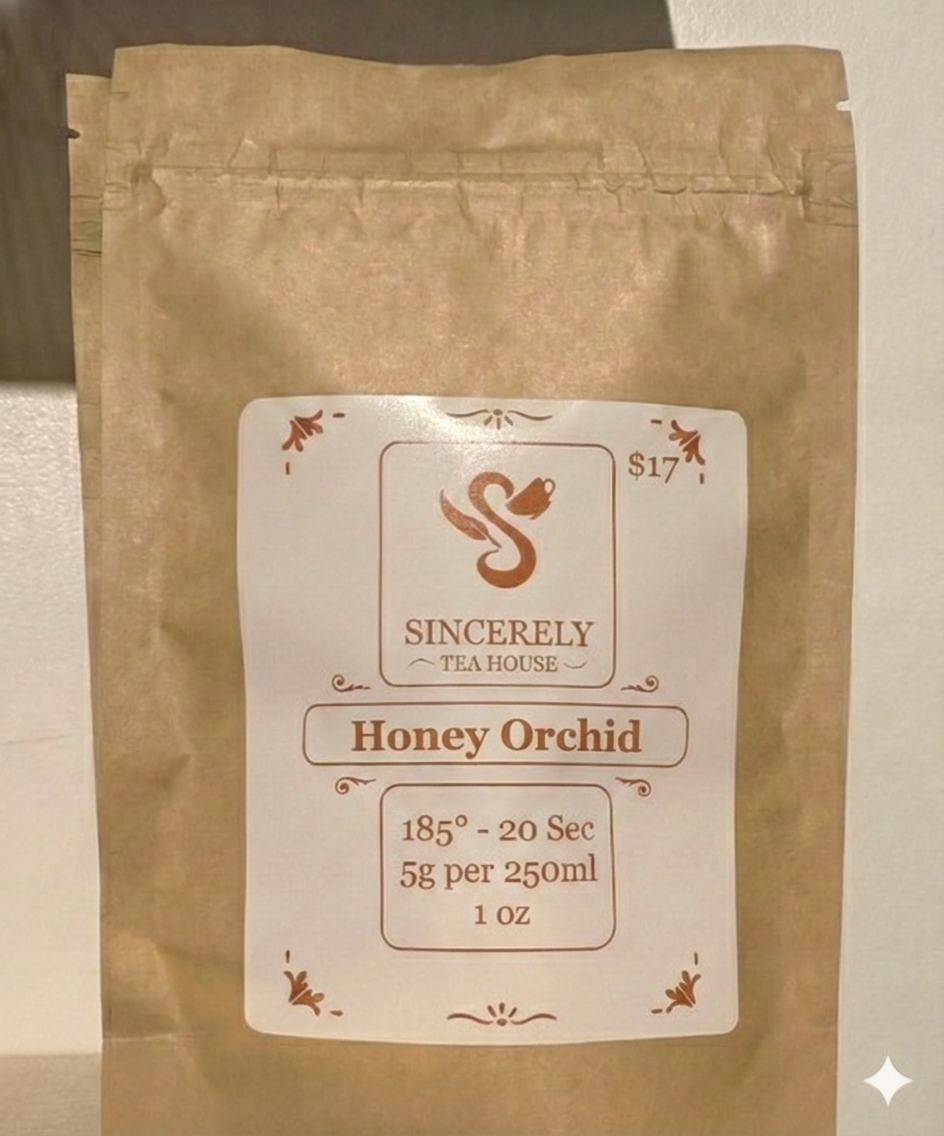 $17
SINCERELY
TEA HOUSE
Honey Orchid
185° - 20 Sec
5g per 250ml
1 oz